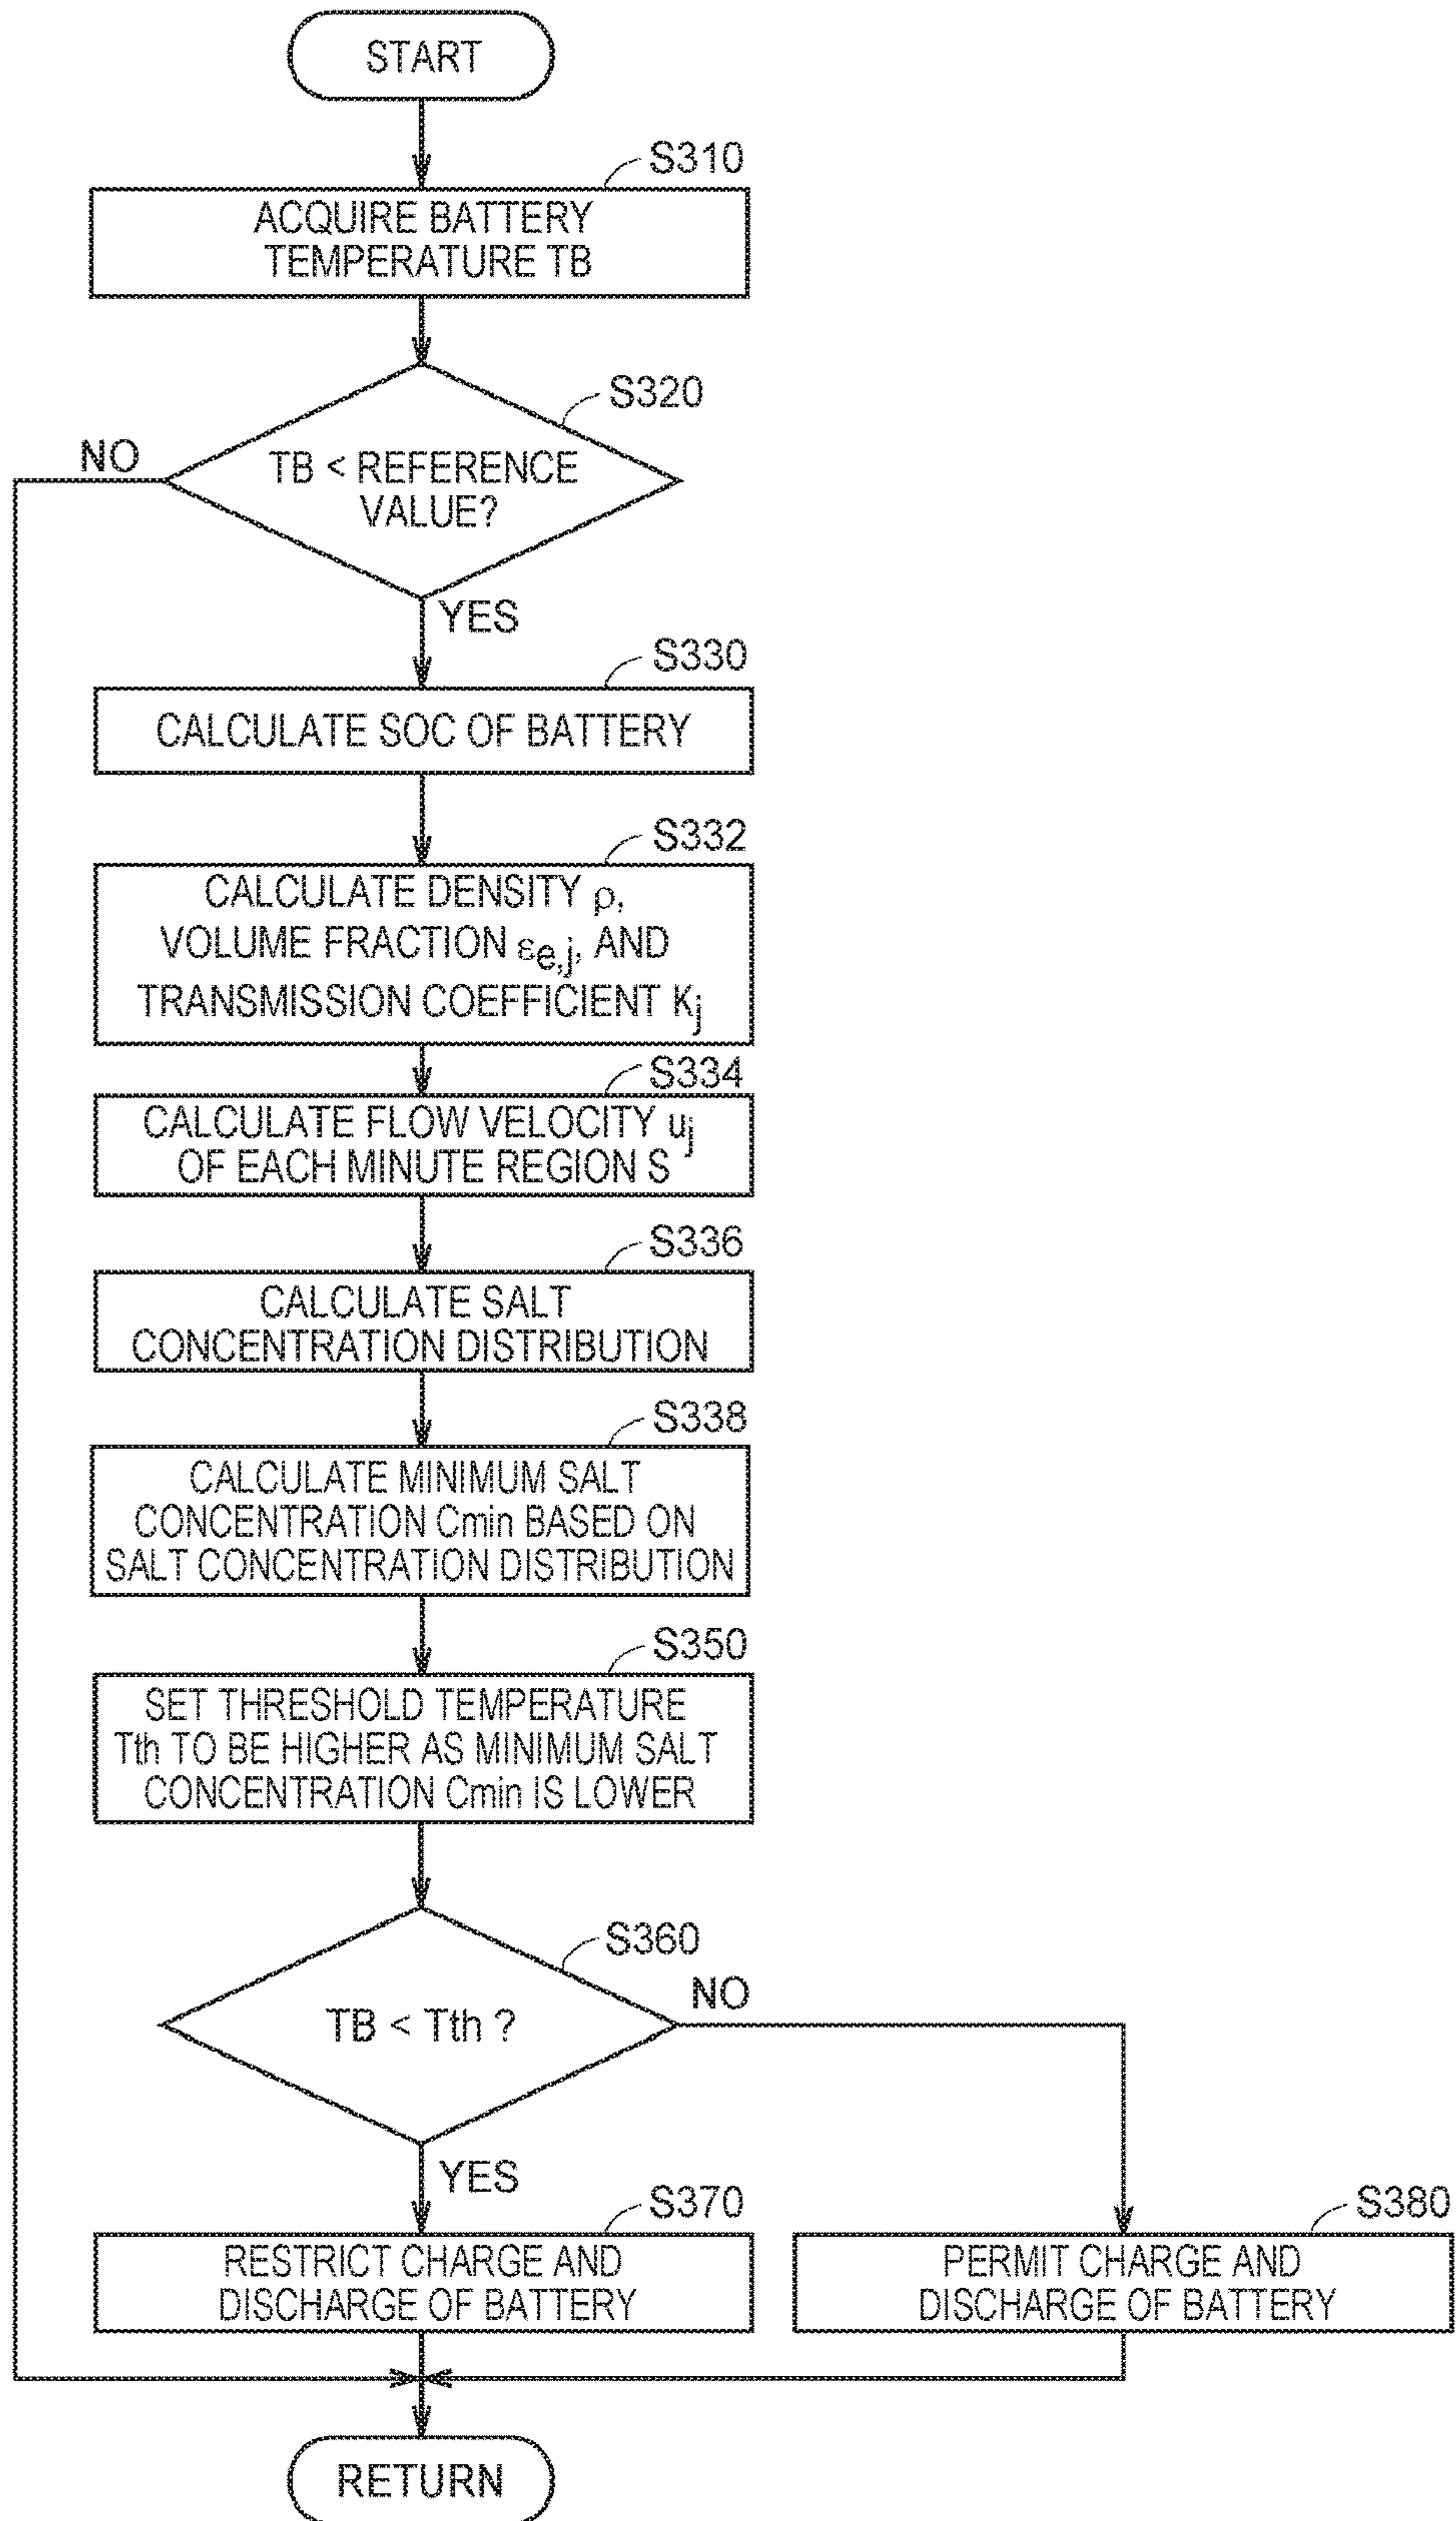 START
S310
ACQUIRE BATTERY
TEMPERATURE TB
S320
NO
TB < REFERENCE
VALUE?
YES
S330
CALCULATE SOC OF BATTERY
S332
CALCULATE DENSITY ρ,
VOLUME FRACTION εe,j, AND
TRANSMISSION COEFFICIENT Kj
S334
CALCULATE FLOW VELOCITY uj
OF EACH MINUTE REGION S
S336
CALCULATE SALT
CONCENTRATION DISTRIBUTION
S338
CALCULATE MINIMUM SALT
CONCENTRATION Cmin BASED ON
SALT CONCENTRATION DISTRIBUTION
S350
SET THRESHOLD TEMPERATURE
Tth TO BE HIGHER AS MINIMUM SALT
CONCENTRATION Cmin IS LOWER
S360
NO
TB < Tth ?
YES
S370
RESTRICT CHARGE AND
DISCHARGE OF BATTERY
S380
PERMIT CHARGE AND
DISCHARGE OF BATTERY
RETURN